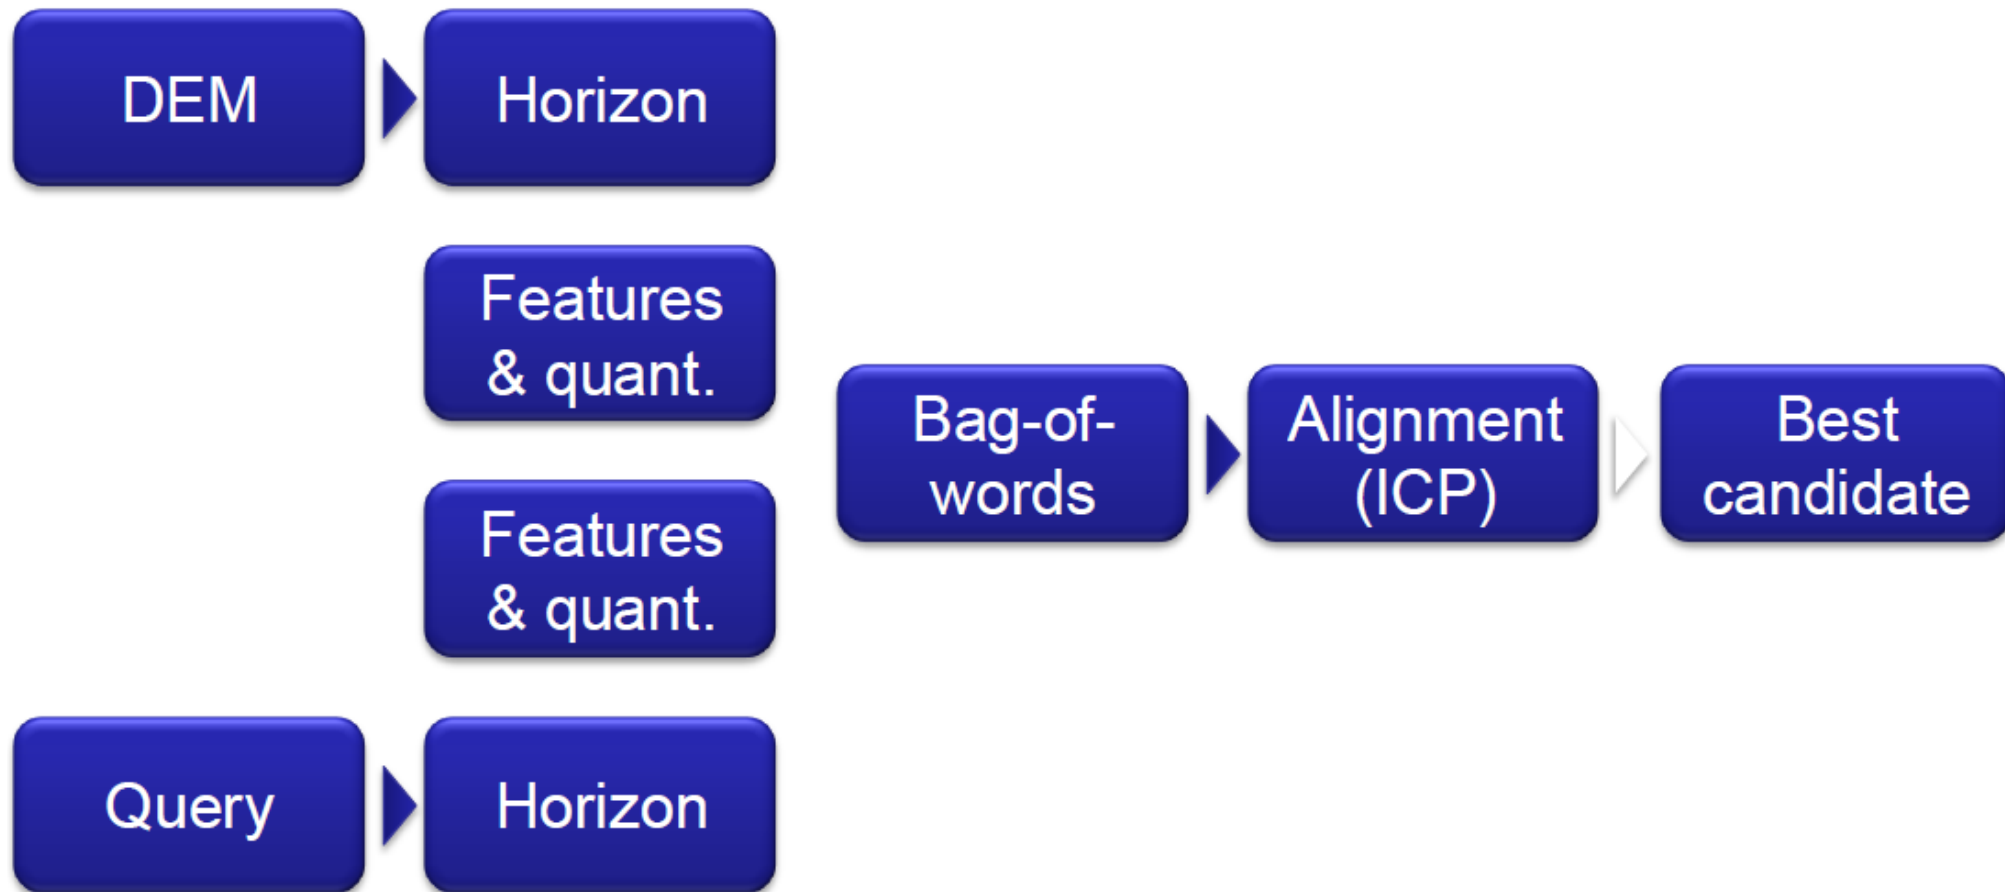 DEM
Horizon
Features
& quant.
Features
& quant.
Bag-of-
words
Alignment
(ICP)
Best
candidate
Query
Horizon